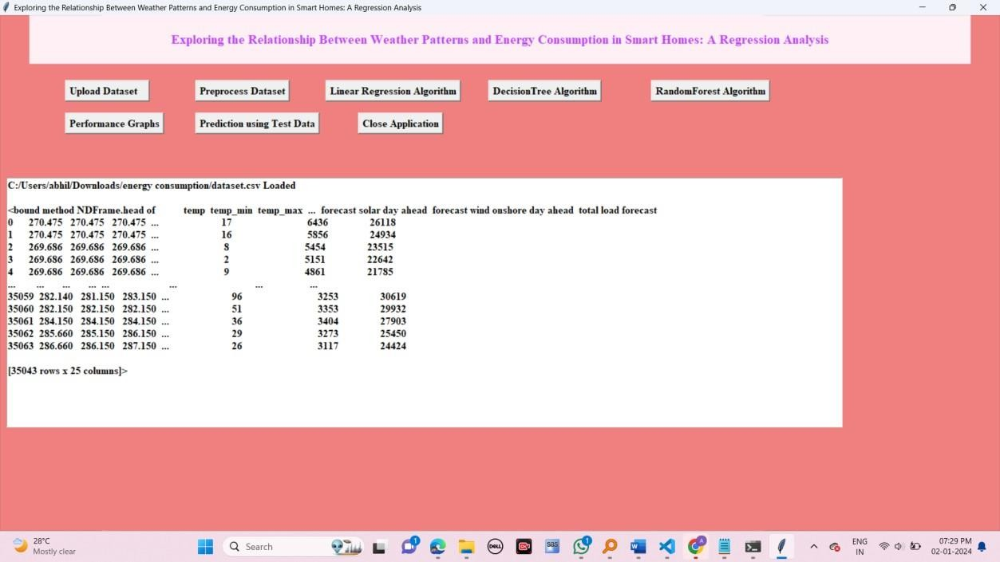 Exploring the Relationship Between Weather Patterns and Energy Consumption in Smart Homes: A Regression Analysis
Exploring the Relationship Between Weather Patterns and Energy Consumption in Smart Homes: A Regression Analysis
Upload Dataset Preprocess Dataset Linear Regression Algorithm DecisionTree Algorithm RandomForest Algorithm
Performance Graphs Prediction using Test Data Close Application
C:/Users/abhil/Downloads/energy consumption/dataset.csv Loaded
<bound method NDFrame.head of temp temp_min temp_max ... forecast solar day ahead forecast wind onshore day ahead total load forecast
0 270.475 270.475 270.475 ... 17 6436 26118
1 270.475 270.475 270.475 ... 16 5856 24934
2 269.686 269.686 269.686 ... 8 5454 23515
3 269.686 269.686 269.686 ... 2 5151 22642
4 269.686 269.686 269.686 ... 9 4861 21785
... ... ... ... ... ... ... ...
35059 282.140 281.150 283.150 ... 96 3253 30619
35060 282.150 282.150 282.150 ... 51 3353 29932
35061 284.150 284.150 284.150 ... 36 3404 27903
35062 285.660 285.150 286.150 ... 29 3273 25450
35063 286.660 286.150 287.150 ... 26 3117 24424
[35043 rows x 25 columns]>
28°C
Mostly clear
Search
DELL
SAS
1
1
A
ENG
IN
07:29 PM
02-01-2024